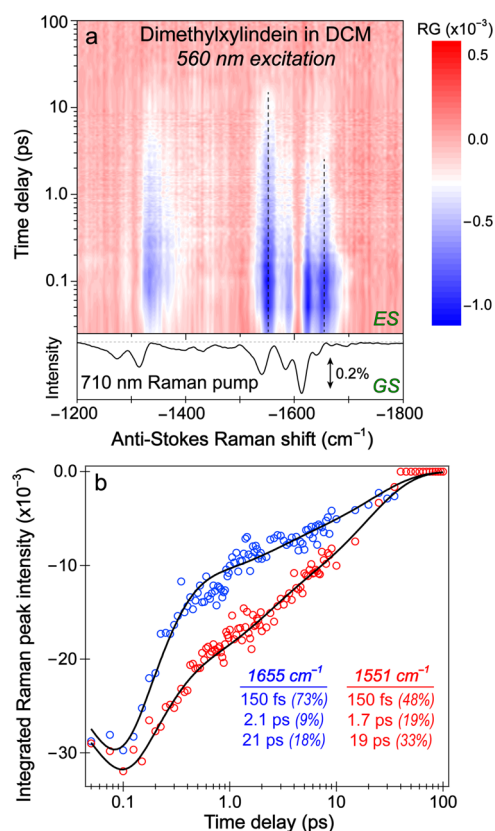 a
Dimethylxylindein in DCM
560 nm excitation
RG (x10⁻³)
Time delay (ps)
100
10
1.0
0.1
0.5
0.0
-0.5
-1.0
ES
Intensity
710 nm Raman pump
0.2%
GS
-1200
-1400
-1600
-1800
Anti-Stokes Raman shift (cm⁻¹)
b
Integrated Raman peak intensity (x10⁻³)
0.0
-10
-20
-30
1655 cm⁻¹
1551 cm⁻¹
150 fs (73%)
150 fs (48%)
2.1 ps (9%)
1.7 ps (19%)
21 ps (18%)
19 ps (33%)
0.1
1.0
10
100
Time delay (ps)